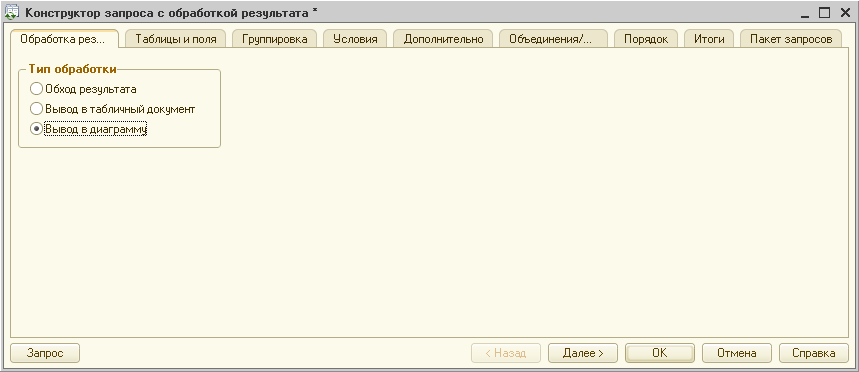 Конструктор запроса с обработкой результата *
Обработка рез... Таблицы и поля Группировка Условия Дополнительно Объединения/... Порядок Итоги Пакет запросов
Тип обработки
Обход результата
Вывод в табличный документ
Вывод в диаграмму
Запрос < Назад Далее > OK Отмена Справка